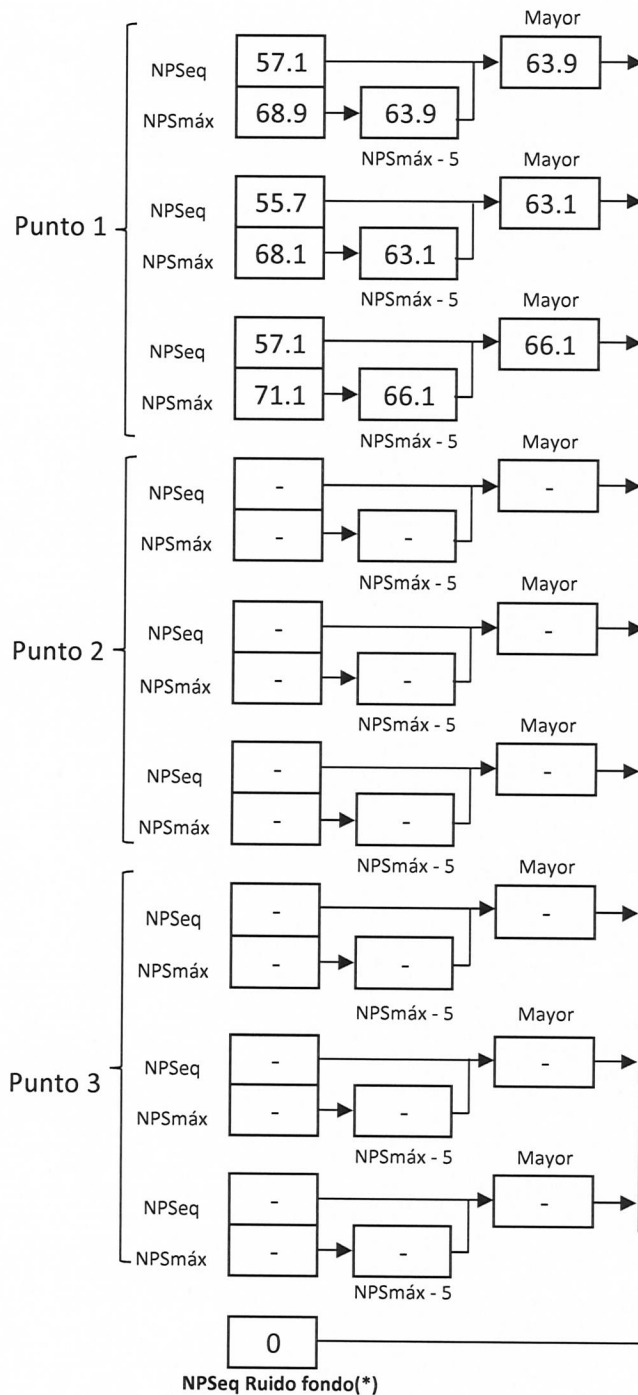 Mayor
NPSeq 57.1 63.9
NPSmáx 68.9 63.9
NPSmáx - 5
Mayor
NPSeq 55.7 63.1
Punto 1
NPSmáx 68.1 63.1
NPSmáx - 5
Mayor
NPSeq 57.1 66.1
NPSmáx 71.1 66.1
NPSmáx - 5
Mayor
NPSeq - -
NPSmáx - -
NPSmáx - 5
Mayor
NPSeq - -
Punto 2
NPSmáx - -
NPSmáx - 5
Mayor
NPSeq - -
NPSmáx - -
NPSmáx - 5
Mayor
NPSeq - -
NPSmáx - -
NPSmáx - 5
Mayor
NPSeq - -
Punto 3
NPSmáx - -
NPSmáx - 5
Mayor
NPSeq - -
NPSmáx - -
NPSmáx - 5
0
NPSeq Ruido fondo(*)